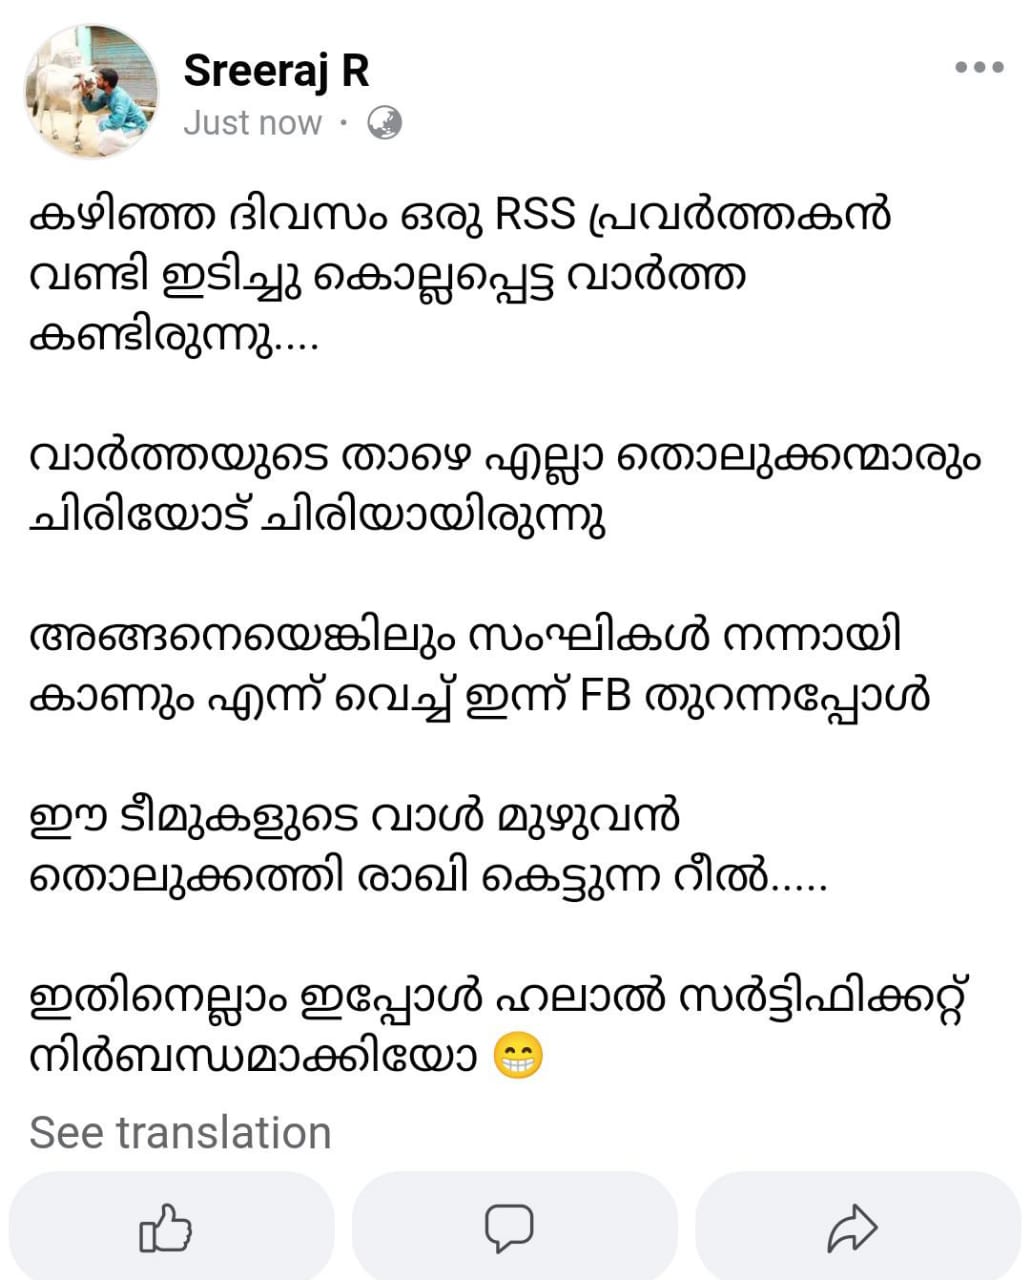 Sreeraj R
Just now ·
കഴിഞ്ഞ ദിവസം ഒരു RSS പ്രവർത്തകൻ
വണ്ടി ഇടിച്ചു കൊല്ലപ്പെട്ട വാർത്ത
കണ്ടിരുന്നു....
വാർത്തയുടെ താഴെ എല്ലാ തൊലുക്കന്മാരും
ചിരിയോട് ചിരിയായിരുന്നു
അങ്ങനെയെങ്കിലും സംഘികൾ നന്നായി
കാണും എന്ന് വെച്ച് ഇന്ന് FB തുറന്നപ്പോൾ
ഈ ടീമുകളുടെ വാൾ മുഴുവൻ
തൊലുക്കത്തി രാഖി കെട്ടുന്ന റീൽ.....
ഇതിനെല്ലാം ഇപ്പോൾ ഹലാൽ സർട്ടിഫിക്കറ്റ്
നിർബന്ധമാക്കിയോ 😁
See translation